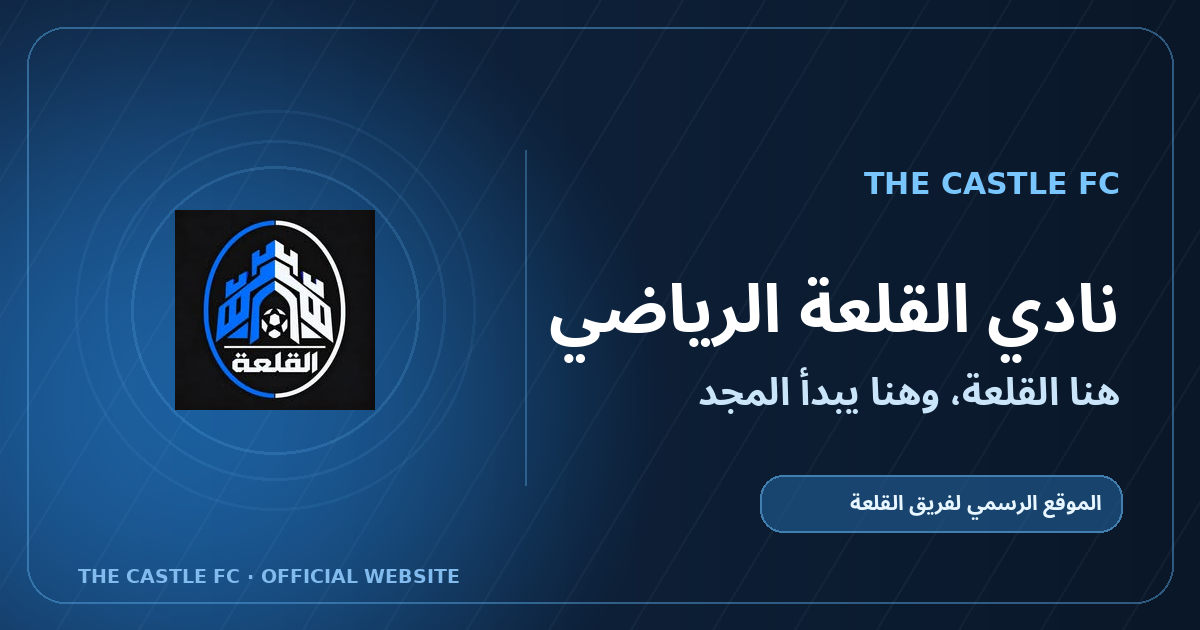 THE CASTLE FC
نادي القلعة الرياضي
هنا القلعة، وهنا يبدأ المجد
الموقع الرسمي لفريق القلعة
القلعة
THE CASTLE FC · OFFICIAL WEBSITE